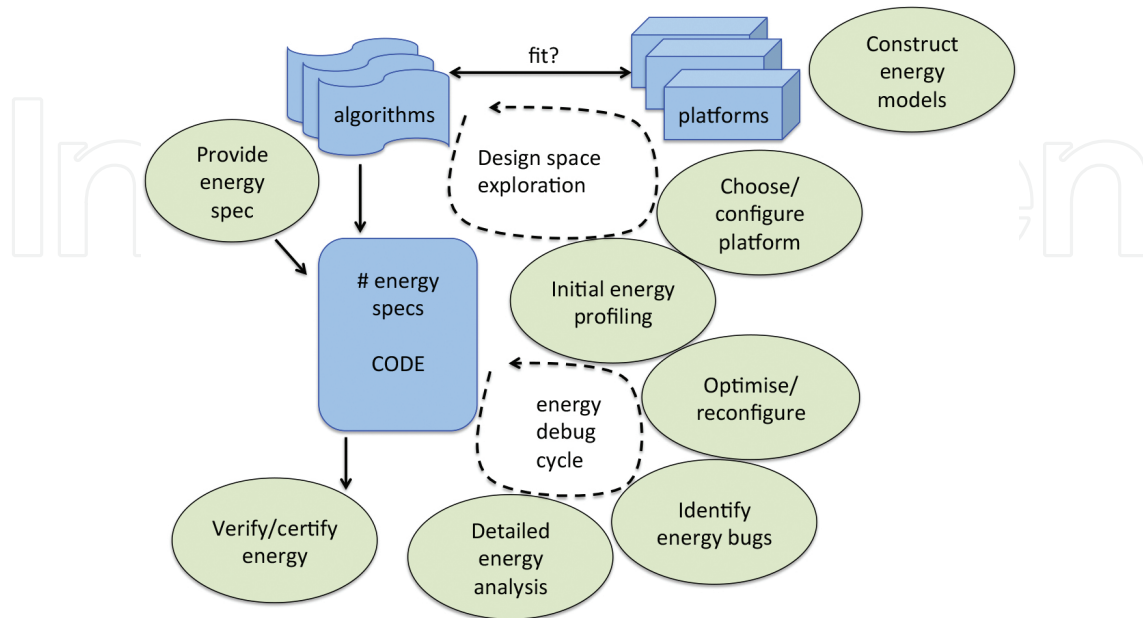 fit?
algorithms
platforms
Construct
energy
models
Provide
energy
spec
Design space
exploration
Choose/
configure
platform
# energy
specs
CODE
Initial energy
profiling
Optimise/
reconfigure
energy
debug
cycle
Identify
energy bugs
Detailed
energy
analysis
Verify/certify
energy